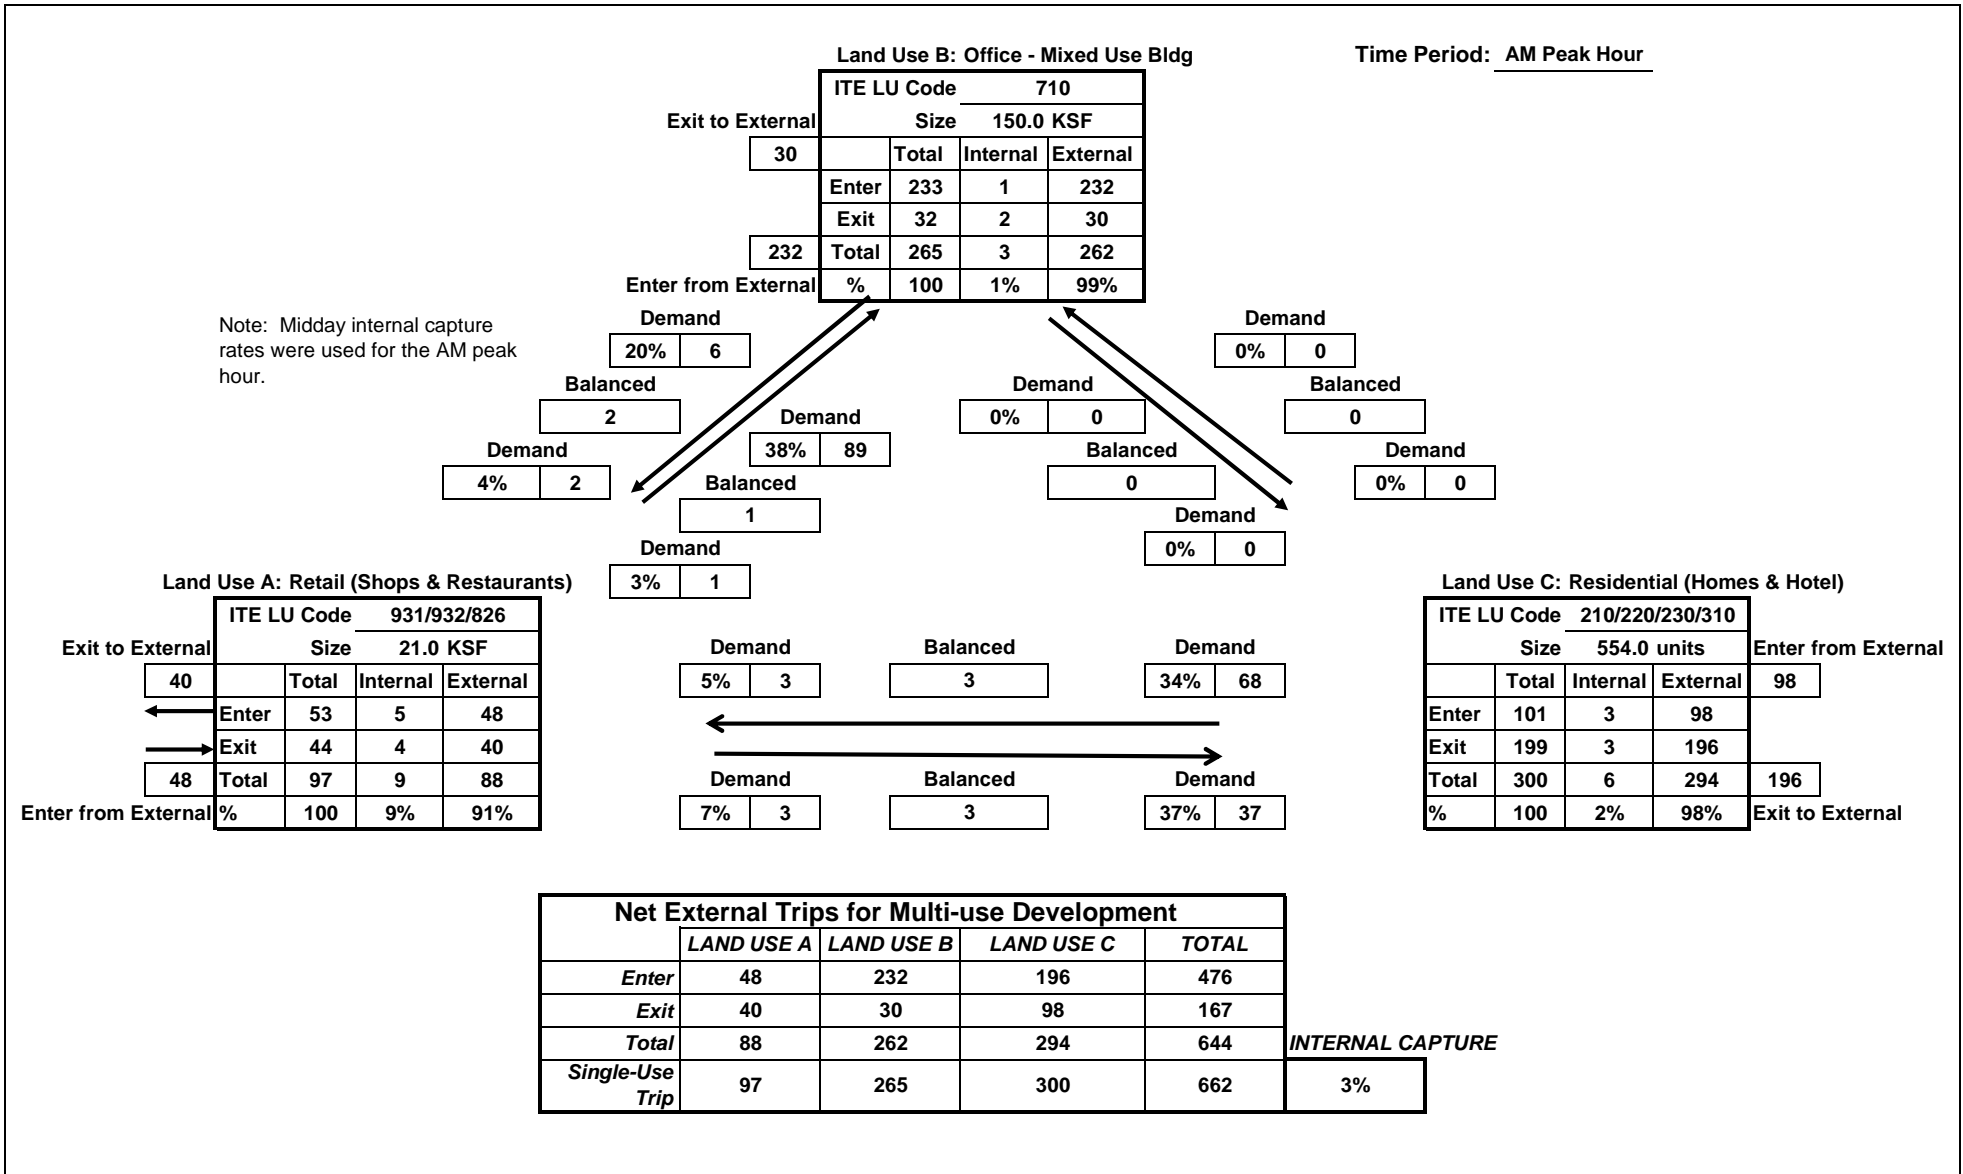 Land Use B: Office - Mixed Use Bldg
Time Period: AM Peak Hour
ITE LU Code 710
Exit to External Size 150.0 KSF
30 Total Internal External
Enter 233 1 232
Exit 32 2 30
232 Total 265 3 262
Enter from External % 100 1% 99%
Note: Midday internal capture
rates were used for the AM peak
hour.
Demand
20% 6
Balanced
2
Demand
4% 2
Demand
38% 89
Balanced
1
Demand
3% 1
Demand
0% 0
Balanced
0
Demand
0% 0
Demand
0% 0
Balanced
0
Demand
0% 0
Land Use A: Retail (Shops & Restaurants)
ITE LU Code 931/932/826
Exit to External Size 21.0 KSF
40 Total Internal External
Enter 53 5 48
Exit 44 4 40
48 Total 97 9 88
Enter from External % 100 9% 91%
Demand Balanced Demand
5% 3 3 34% 68
Demand Balanced Demand
7% 3 3 37% 37
Land Use C: Residential (Homes & Hotel)
ITE LU Code 210/220/230/310
Size 554.0 units Enter from External
Total Internal External 98
Enter 101 3 98
Exit 199 3 196
Total 300 6 294 196
% 100 2% 98% Exit to External
Net External Trips for Multi-use Development
LAND USE A LAND USE B LAND USE C TOTAL
Enter 48 232 196 476
Exit 40 30 98 167
Total 88 262 294 644 INTERNAL CAPTURE
Single-Use
Trip 97 265 300 662 3%